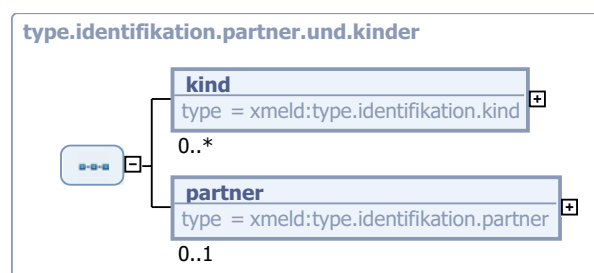 type.identifikation.partner.und.kinder
kind
type = xmeld:type.identifikation.kind
0..*
partner
type = xmeld:type.identifikation.partner
0..1